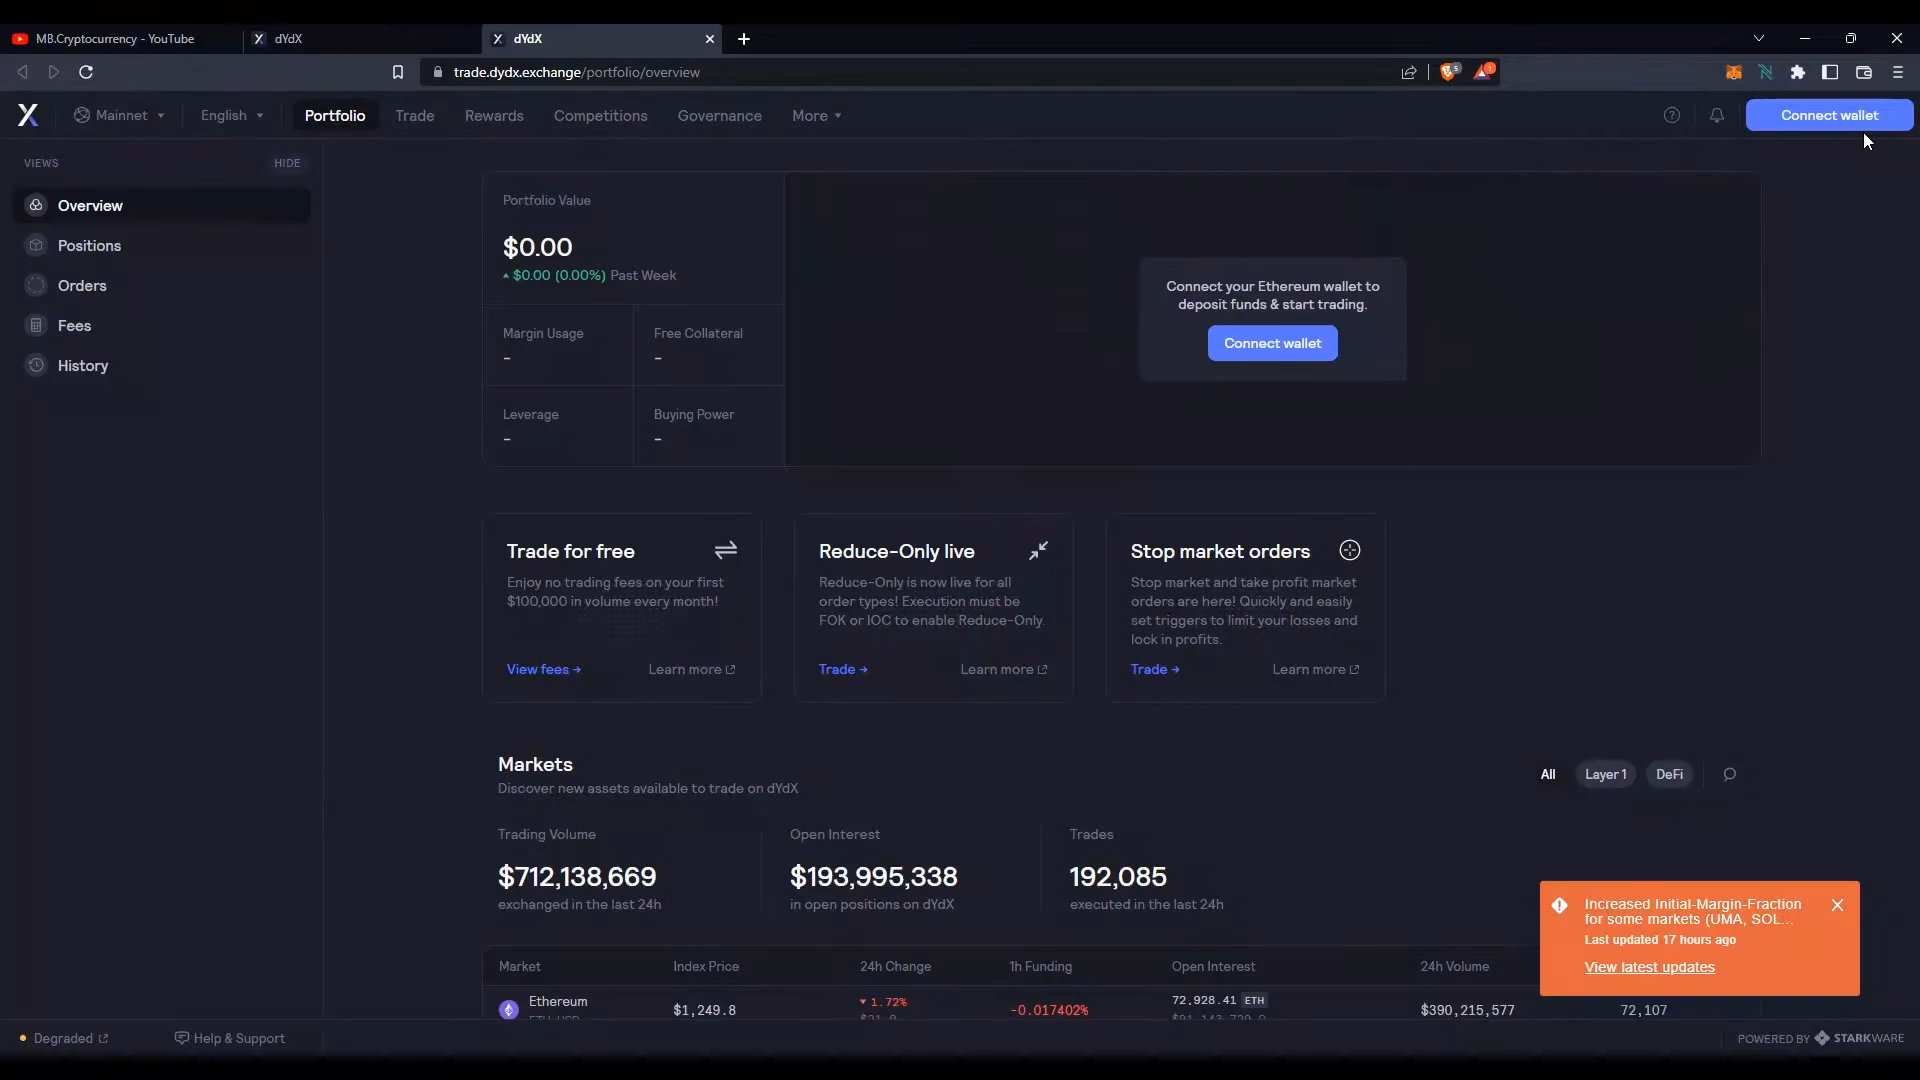 MB.Cryptocurrency - YouTube
dYdX
dYdX
trade.dydx.exchange/portfolio/overview
5
1
Mainnet
English
Portfolio
Trade
Rewards
Competitions
Governance
More
Connect wallet
VIEWS
HIDE
Overview
Positions
Orders
Fees
History
Portfolio Value
$0.00
$0.00 (0.00%) Past Week
Margin Usage
-
Free Collateral
-
Leverage
-
Buying Power
-
Connect your Ethereum wallet to
deposit funds & start trading.
Connect wallet
Trade for free
Enjoy no trading fees on your first
$100,000 in volume every month!
View fees →
Learn more
Reduce-Only live
Reduce-Only is now live for all
order types! Execution must be
FOK or IOC to enable Reduce-Only.
Trade →
Learn more
Stop market orders
Stop market and take profit market
orders are here! Quickly and easily
set triggers to limit your losses and
lock in profits.
Trade →
Learn more
Markets
Discover new assets available to trade on dYdX
All
Layer 1
DeFi
Trading Volume
$712,138,669
exchanged in the last 24h
Open Interest
$193,995,338
in open positions on dYdX
Trades
192,085
executed in the last 24h
Increased Initial-Margin-Fraction
for some markets (UMA, SOL...
Last updated 17 hours ago
View latest updates
Market
Index Price
24h Change
1h Funding
Open Interest
24h Volume
Ethereum
$1,249.8
1.72%
-0.017402%
72,928.41 ETH
$390,215,577
72,107
Degraded
Help & Support
POWERED BY STARKWARE